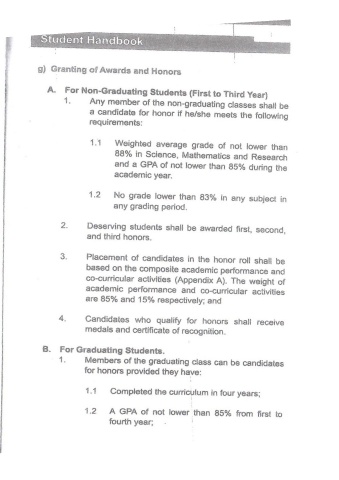 Student Handbook
g) Granting of Awards and Honors
A. For Non-Graduating Students (First to Third Year)
1. Any member of the non-graduating classes shall be
a candidate for honor if he/she meets the following
requirements:
1.1 Weighted average grade of not lower than
88% in Science, Mathematics and Research
and a GPA of not lower than 85% during the
academic year.
1.2 No grade lower than 83% in any subject in
any grading period.
2. Deserving students shall be awarded first, second,
and third honors.
3. Placement of candidates in the honor roll shall be
based on the composite academic performance and
co-curricular activities (Appendix A). The weight of
academic performance and co-curricular activities
are 85% and 15% respectively; and
4. Candidates who qualify for honors shall receive
medals and certificate of recognition.
B. For Graduating Students.
1. Members of the graduating class can be candidates
for honors provided they have:
1.1 Completed the curriculum in four years;
1.2 A GPA of not lower than 85% from first to
fourth year;